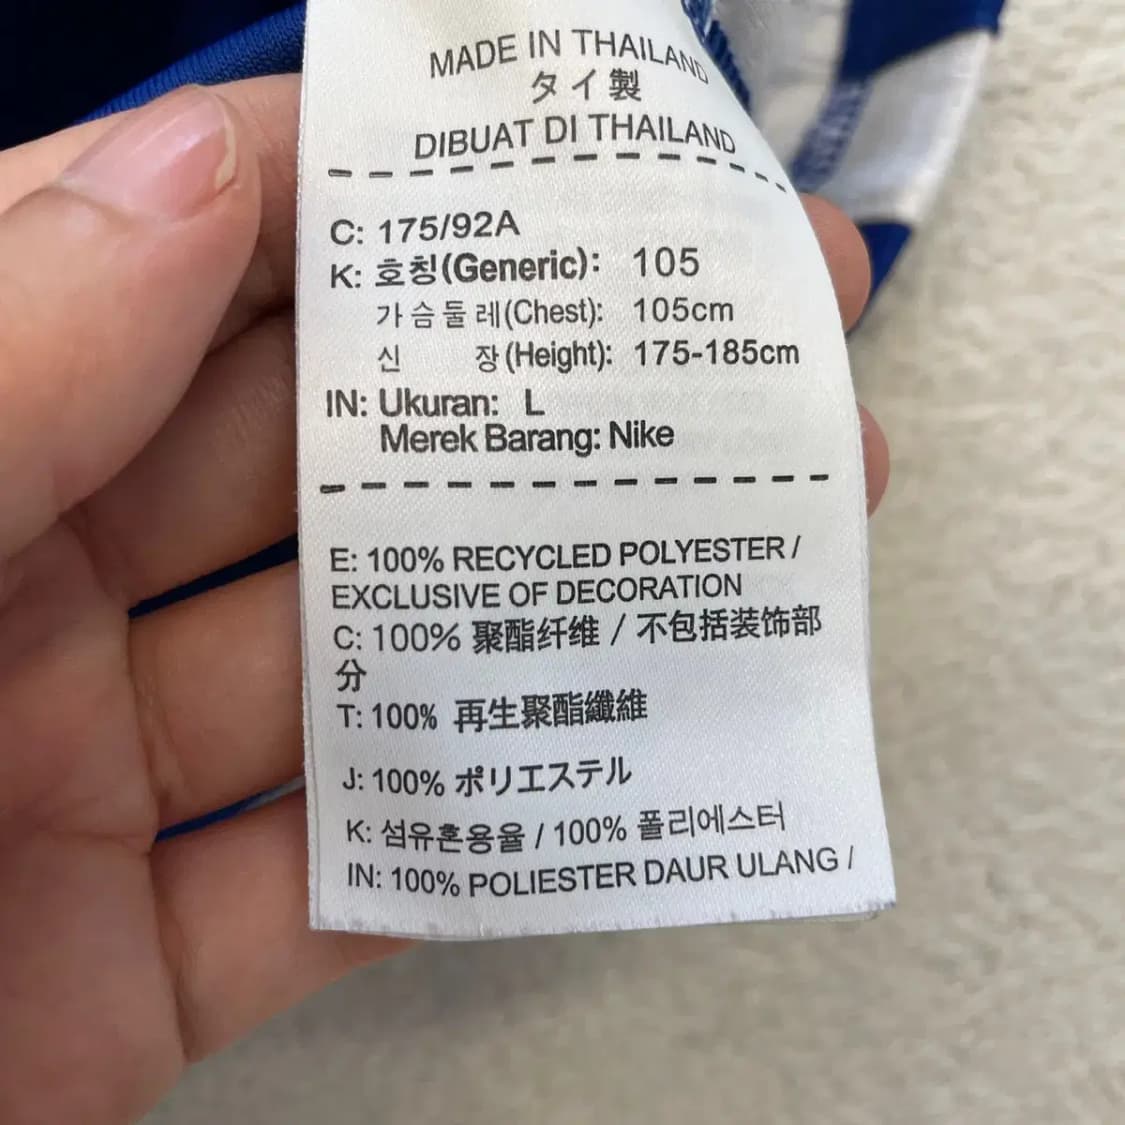 MADE IN THAILAND
タイ製
DIBUAT DI THAILAND
C: 175/92A
K: 호칭(Generic): 105
가슴둘레(Chest): 105cm
신 장(Height): 175-185cm
IN: Ukuran: L
Merek Barang: Nike
E: 100% RECYCLED POLYESTER /
EXCLUSIVE OF DECORATION
C: 100% 聚酯纤维 / 不包括装饰部
分
T: 100% 再生聚酯纖維
J: 100% ポリエステル
K: 섬유혼용율 / 100% 폴리에스터
IN: 100% POLIESTER DAUR ULANG /